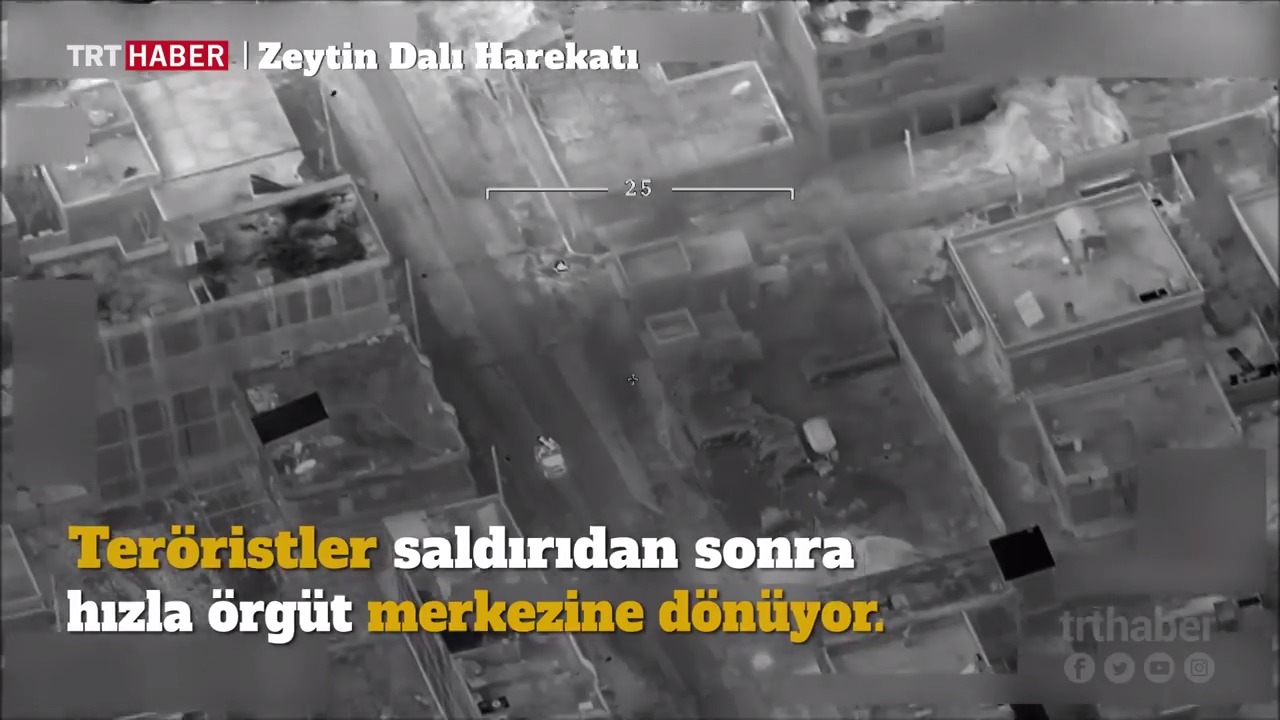 TRT HABER | Zeytin Dalı Harekatı
25
Teröristler saldırıdan sonra
hızla örgüt merkezine dönüyor.
trthaber